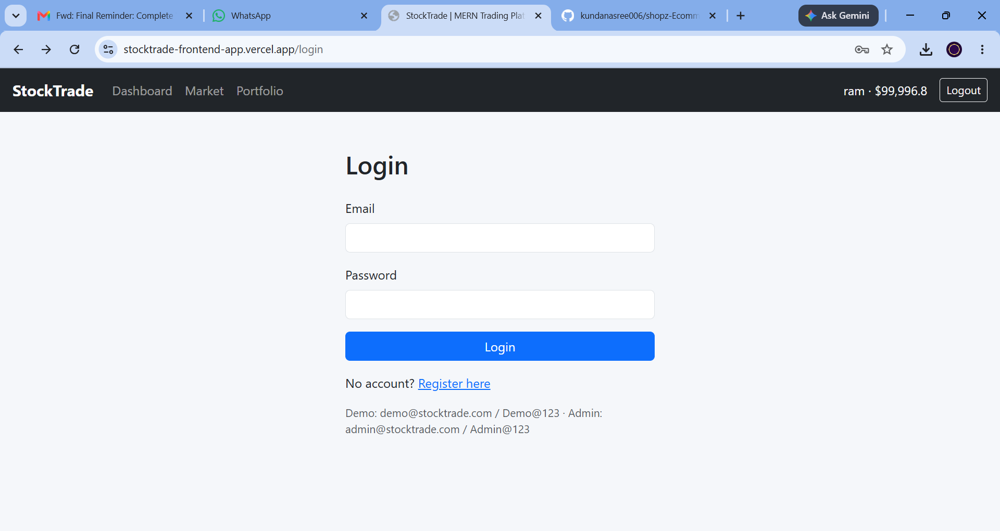 Fwd: Final Reminder: Complete
WhatsApp
StockTrade | MERN Trading Plat
kundanasree006/shopz-Ecomm
Ask Gemini
stocktrade-frontend-app.vercel.app/login
StockTrade
Dashboard
Market
Portfolio
ram · $99,996.8
Logout
Login
Email
Password
Login
No account? Register here
Demo: demo@stocktrade.com / Demo@123 · Admin:
admin@stocktrade.com / Admin@123